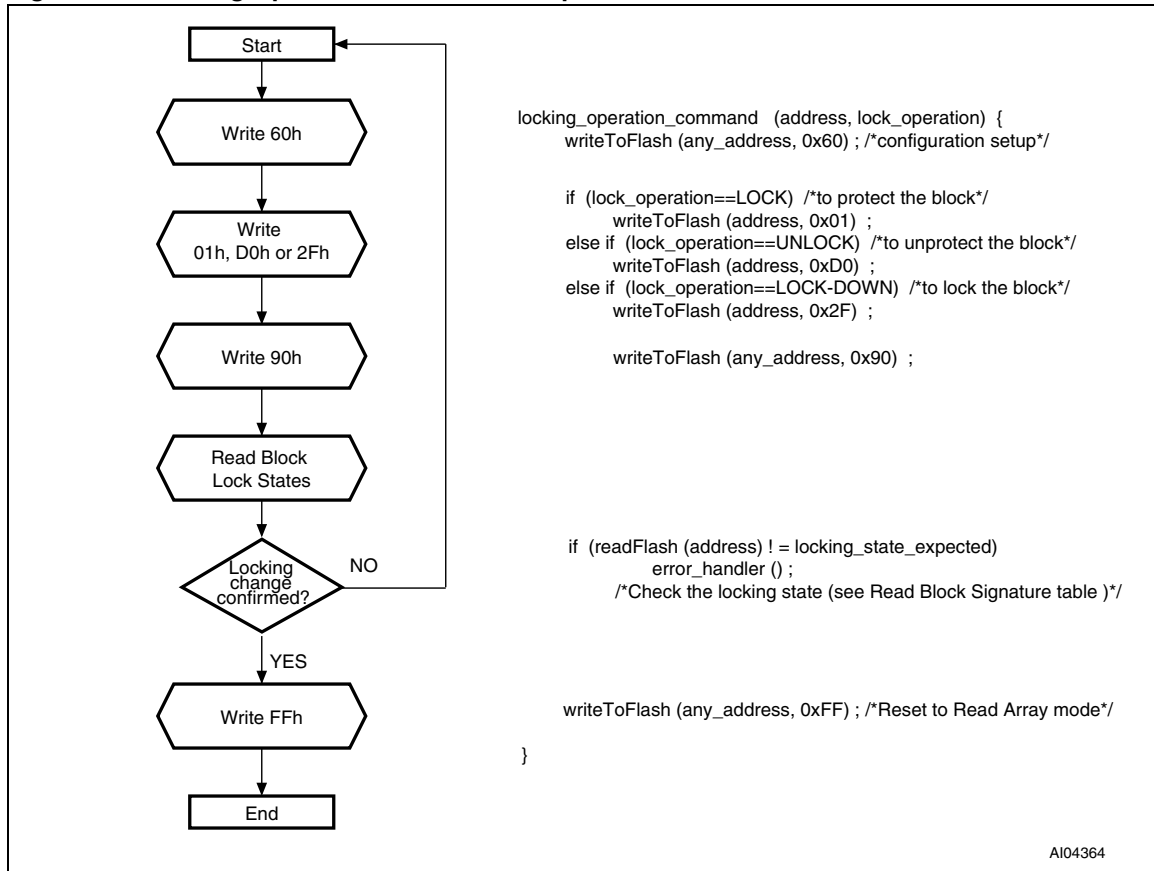 Start
Write 60h
Write
01h, D0h or 2Fh
Write 90h
Read Block
Lock States
Locking
change
confirmed?
NO
YES
Write FFh
End
locking_operation_command (address, lock_operation) {
writeToFlash (any_address, 0x60) ; /*configuration setup*/
if (lock_operation==LOCK) /*to protect the block*/
writeToFlash (address, 0x01) ;
else if (lock_operation==UNLOCK) /*to unprotect the block*/
writeToFlash (address, 0xD0) ;
else if (lock_operation==LOCK-DOWN) /*to lock the block*/
writeToFlash (address, 0x2F) ;
writeToFlash (any_address, 0x90) ;
if (readFlash (address) ! = locking_state_expected)
error_handler () ;
/*Check the locking state (see Read Block Signature table )*/
writeToFlash (any_address, 0xFF) ; /*Reset to Read Array mode*/
}
AI04364